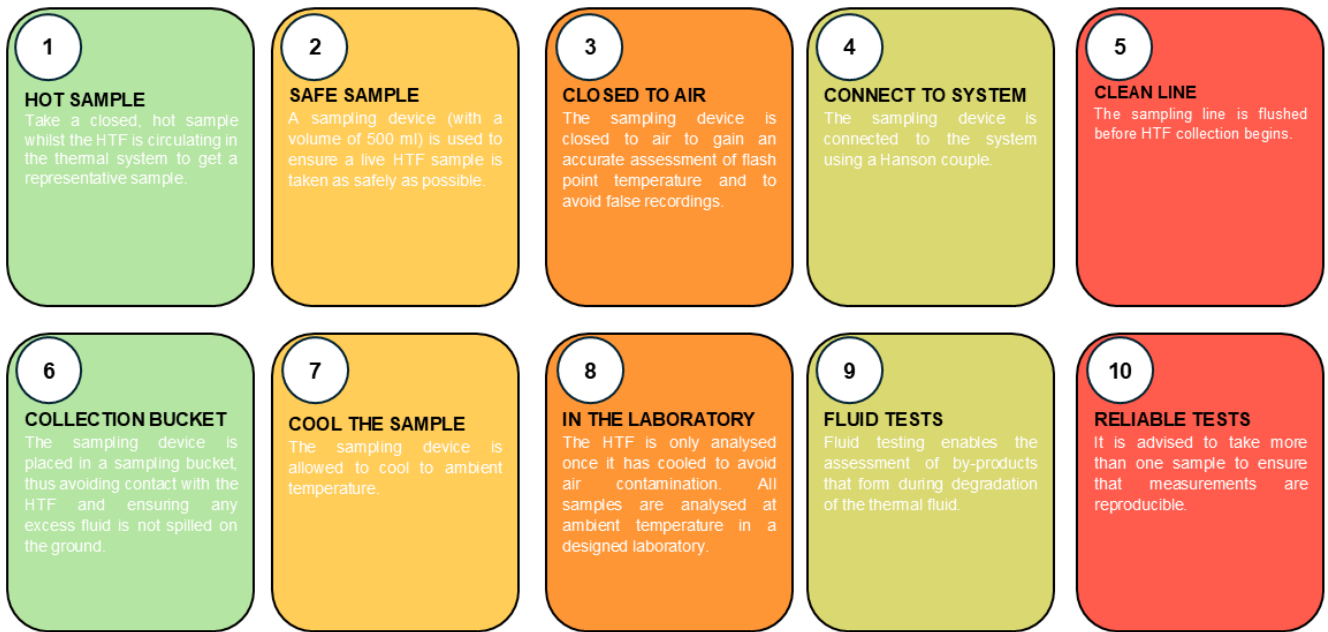 1
HOT SAMPLE
Take a closed, hot sample
whilst the HTF is circulating in
the thermal system to get a
representative sample.
2
SAFE SAMPLE
A sampling device (with a
volume of 500 ml) is used to
ensure a live HTF sample is
taken as safely as possible.
3
CLOSED TO AIR
The sampling device is
closed to air to gain an
accurate assessment of flash
point temperature and to
avoid false recordings.
4
CONNECT TO SYSTEM
The sampling device is
connected to the system
using a Hanson couple.
5
CLEAN LINE
The sampling line is flushed
before HTF collection begins.
6
COLLECTION BUCKET
The sampling device is
placed in a sampling bucket,
thus avoiding contact with the
HTF and ensuring any
excess fluid is not spilled on
the ground.
7
COOL THE SAMPLE
The sampling device is
allowed to cool to ambient
temperature.
8
IN THE LABORATORY
The HTF is only analysed
once it has cooled to avoid
air contamination. All
samples are analysed at
ambient temperature in a
designed laboratory.
9
FLUID TESTS
Fluid testing enables the
assessment of by-products
that form during degradation
of the thermal fluid.
10
RELIABLE TESTS
It is advised to take more
than one sample to ensure
that measurements are
reproducible.